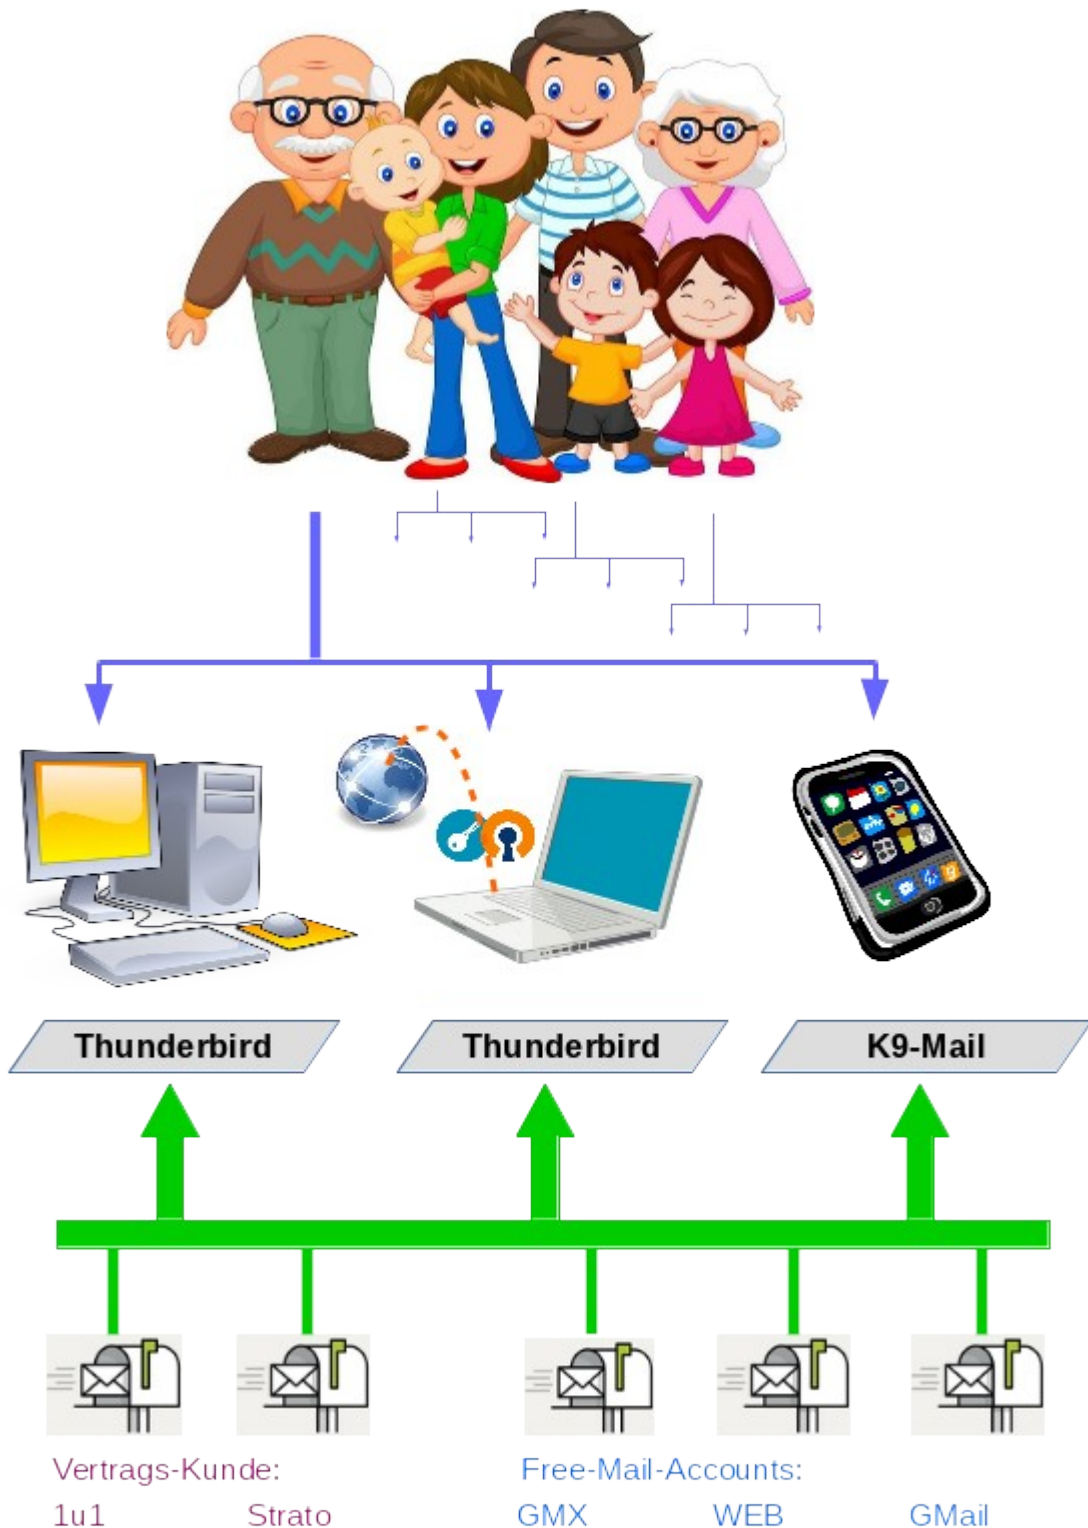 Thunderbird Thunderbird K9-Mail
Vertrags-Kunde: Free-Mail-Accounts:
1u1 Strato GMX WEB GMail